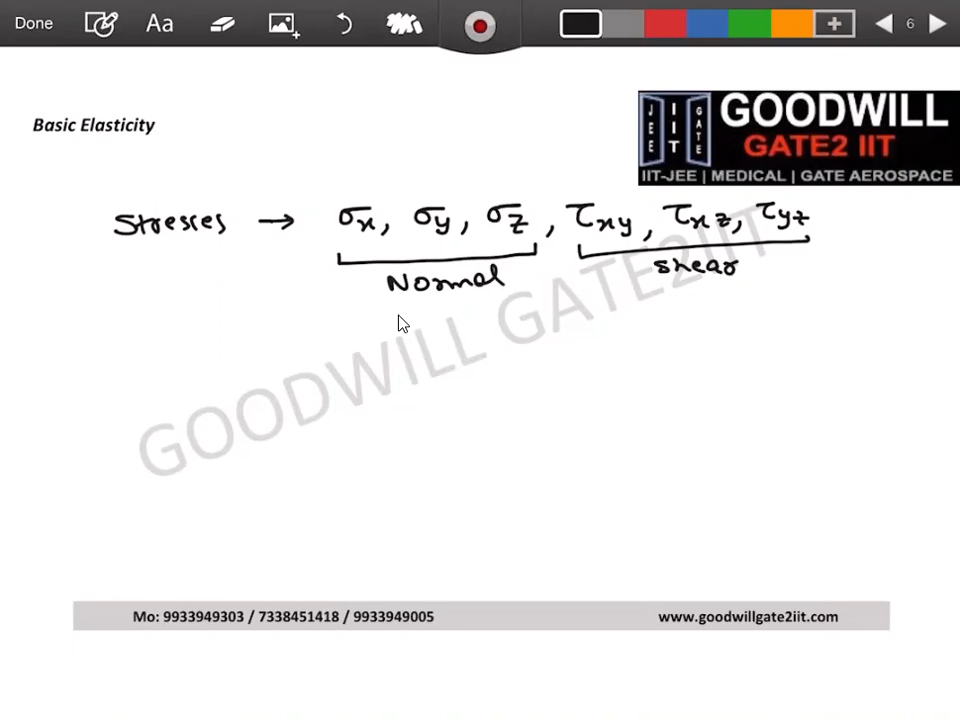 Done Aa 6
Basic Elasticity
JEE IIT GATE GOODWILL
GATE2 IIT
IIT-JEE | MEDICAL | GATE AEROSPACE
Stresses → σx, σy, σz, τxy, τxz, τyz
Normal shear
GOODWILL GATE2IIT
Mo: 9933949303 / 7338451418 / 9933949005 www.goodwillgate2iit.com